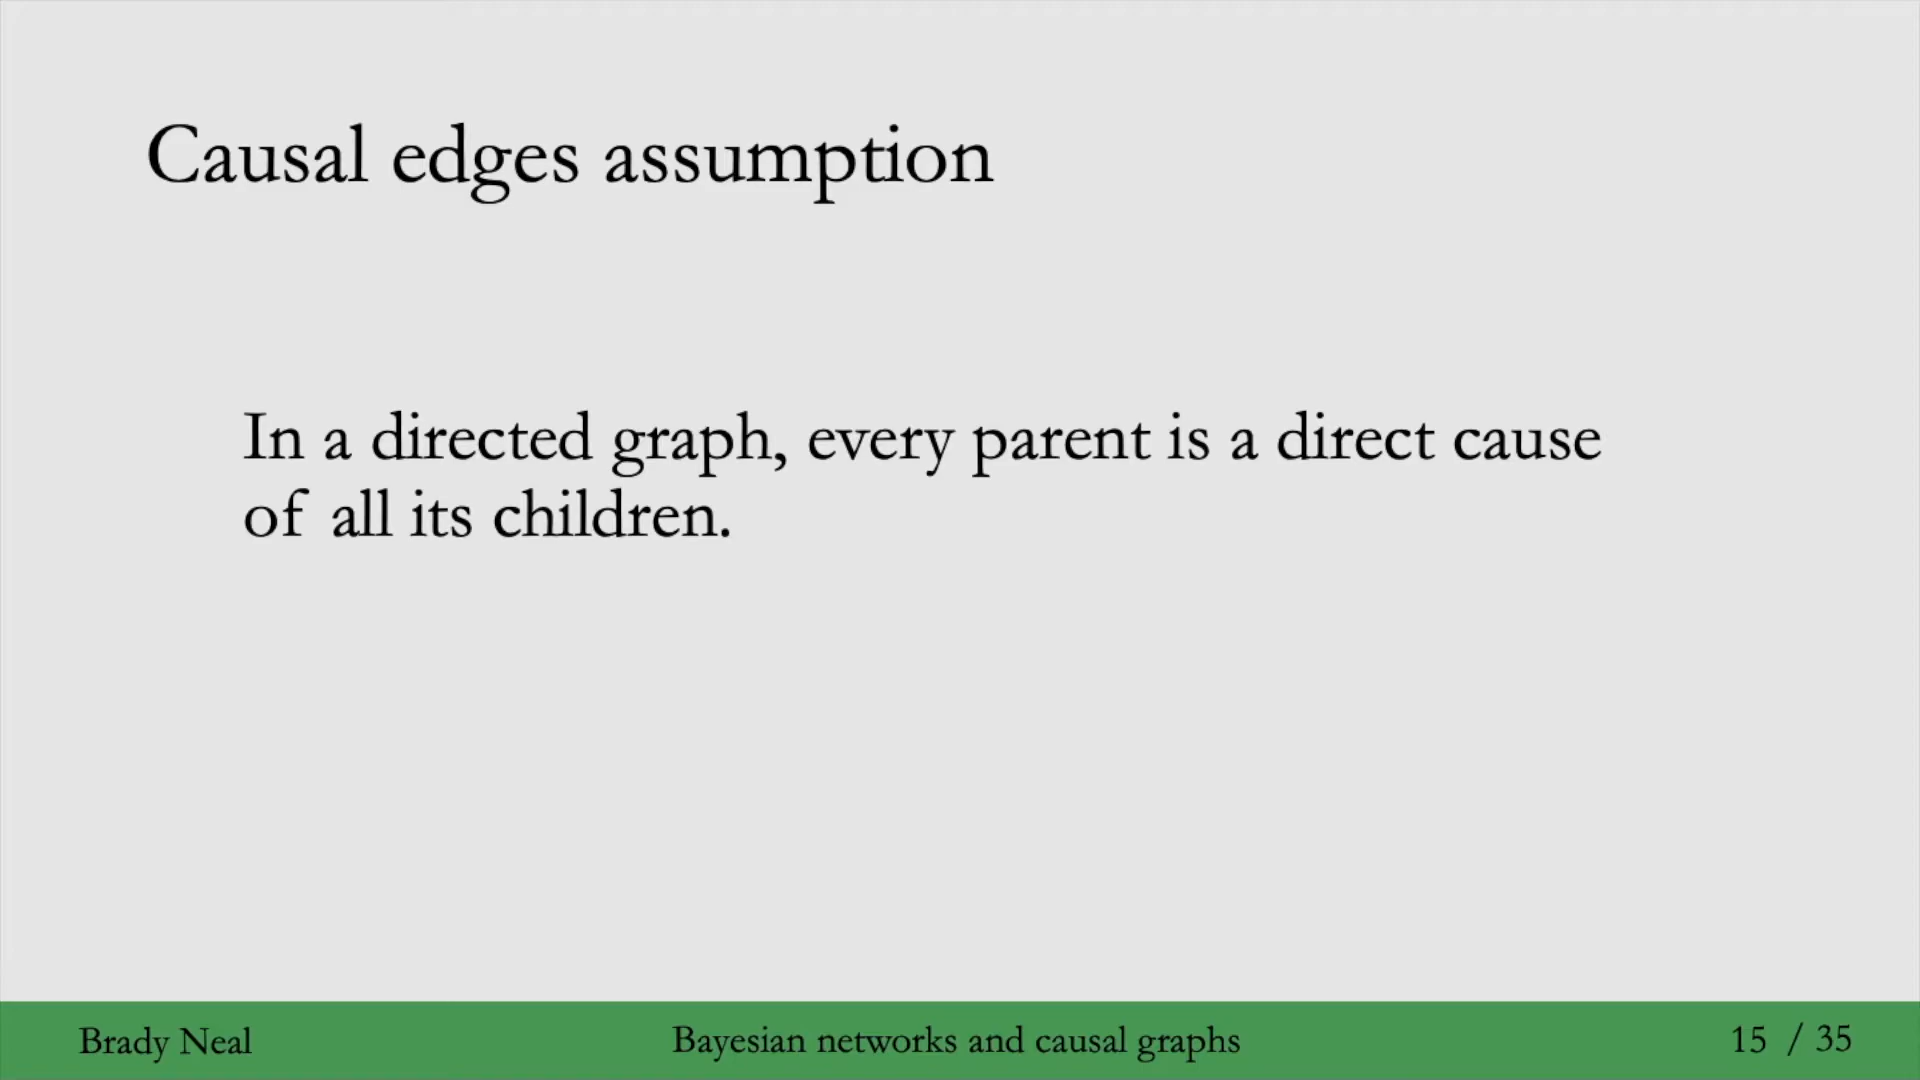 Causal edges assumption
In a directed graph, every parent is a direct cause
of all its children.
Brady Neal
Bayesian networks and causal graphs
15 / 35